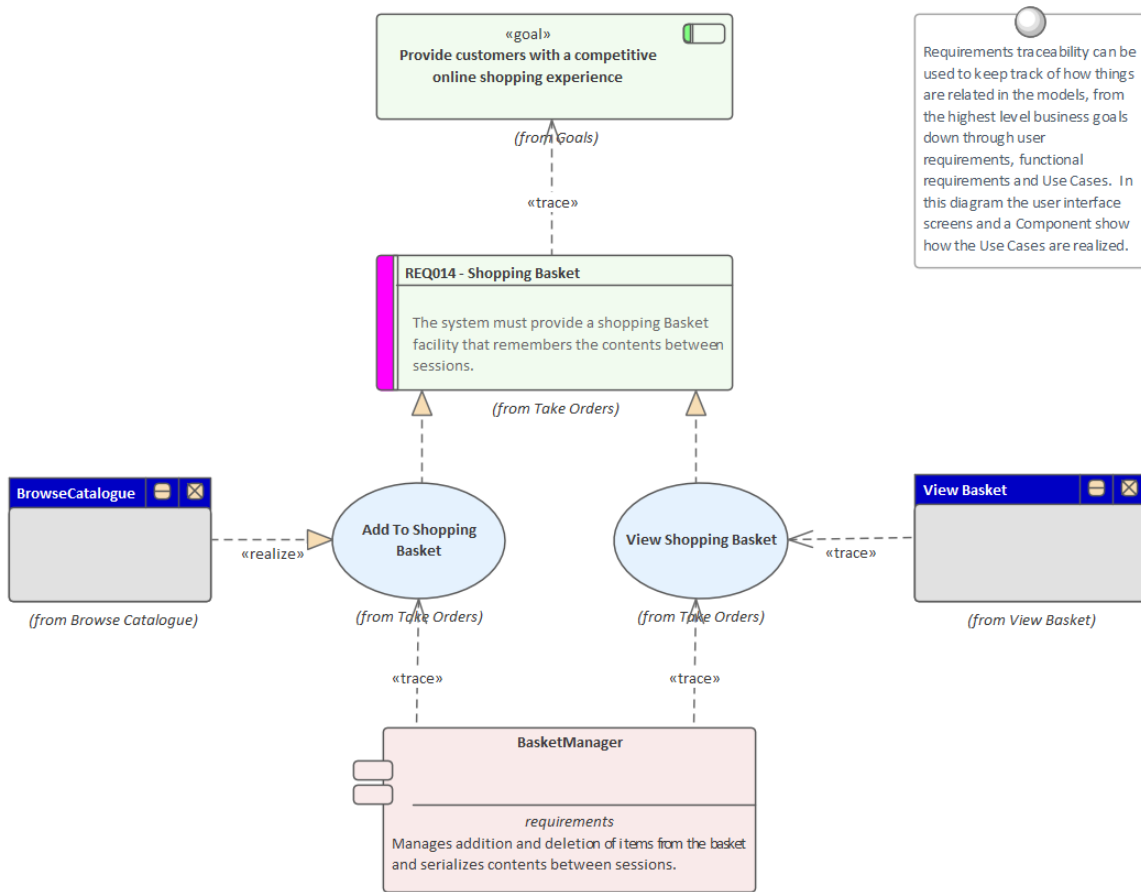 «goal»
Provide customers with a competitive
online shopping experience
(from Goals)
Requirements traceability can be
used to keep track of how things
are related in the models, from
the highest level business goals
down through user
requirements, functional
requirements and Use Cases. In
this diagram the user interface
screens and a Component show
how the Use Cases are realized.
«trace»
REQ014 - Shopping Basket
The system must provide a shopping Basket
facility that remembers the contents between
sessions.
(from Take Orders)
BrowseCatalogue
(from Browse Catalogue)
«realize»
Add To Shopping
Basket
(from Take Orders)
View Shopping Basket
(from Take Orders)
«trace»
View Basket
(from View Basket)
«trace»
«trace»
BasketManager
requirements
Manages addition and deletion of items from the basket
and serializes contents between sessions.